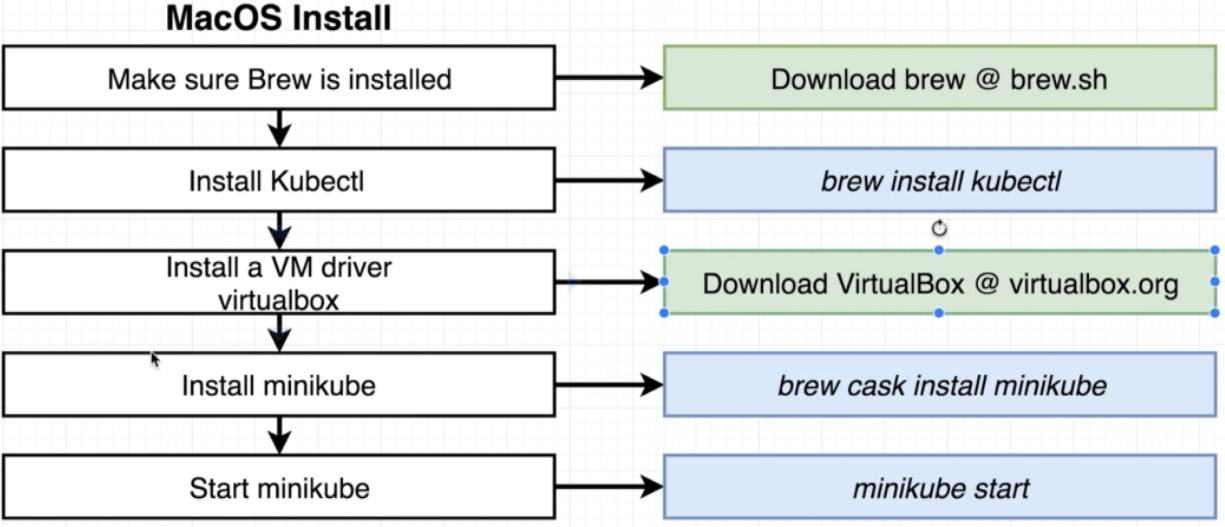 MacOS Install
Make sure Brew is installed
Download brew @ brew.sh
Install Kubectl
brew install kubectl
Install a VM driver
virtualbox
Download VirtualBox @ virtualbox.org
Install minikube
brew cask install minikube
Start minikube
minikube start